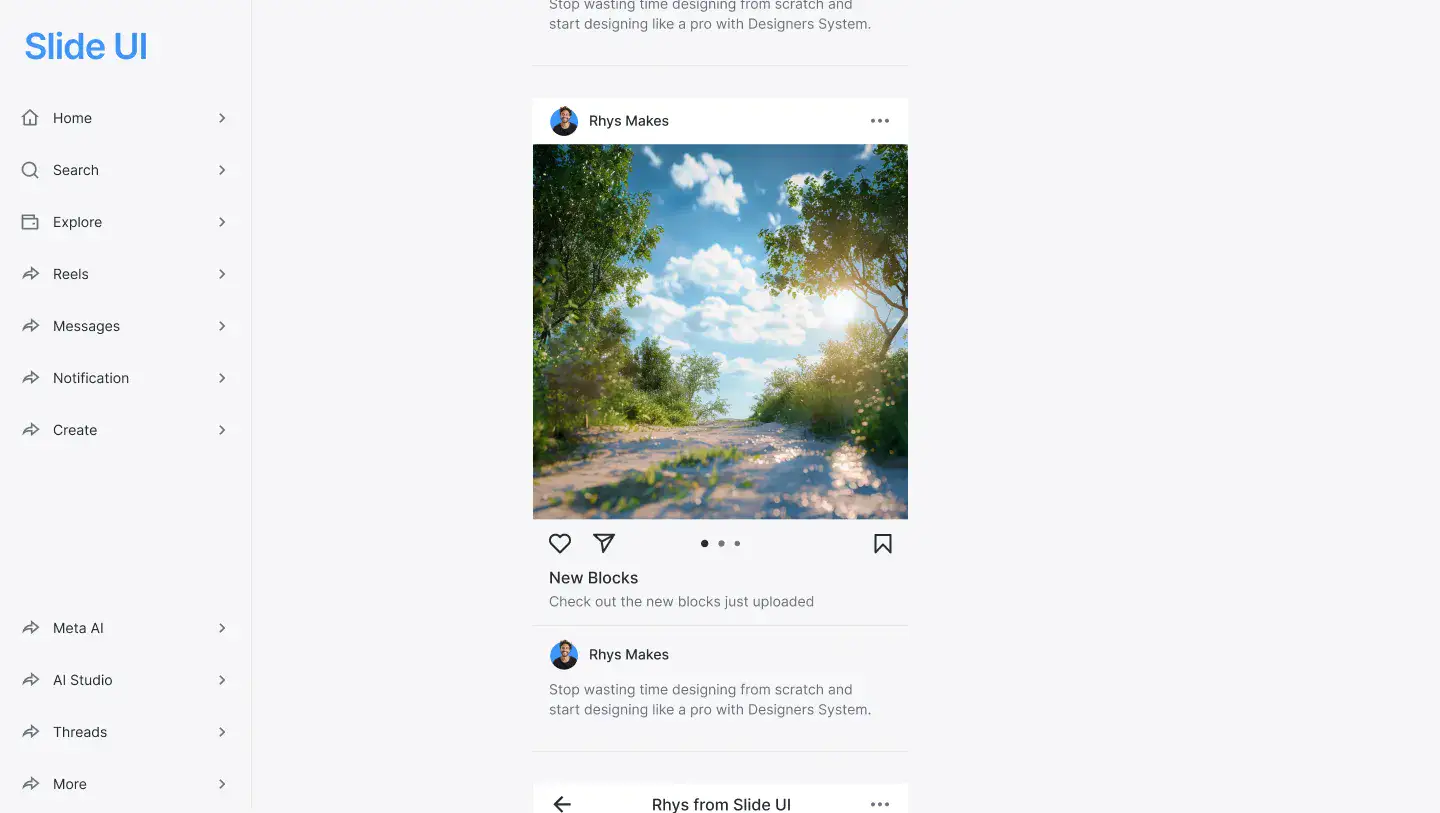 Slide UI
Home
Search
Explore
Reels
Messages
Notification
Create
Meta AI
AI Studio
Threads
More
Stop wasting time designing from scratch and
start designing like a pro with Designers System.
Rhys Makes
New Blocks
Check out the new blocks just uploaded
Rhys Makes
Stop wasting time designing from scratch and
start designing like a pro with Designers System.
Rhys from Slide UI